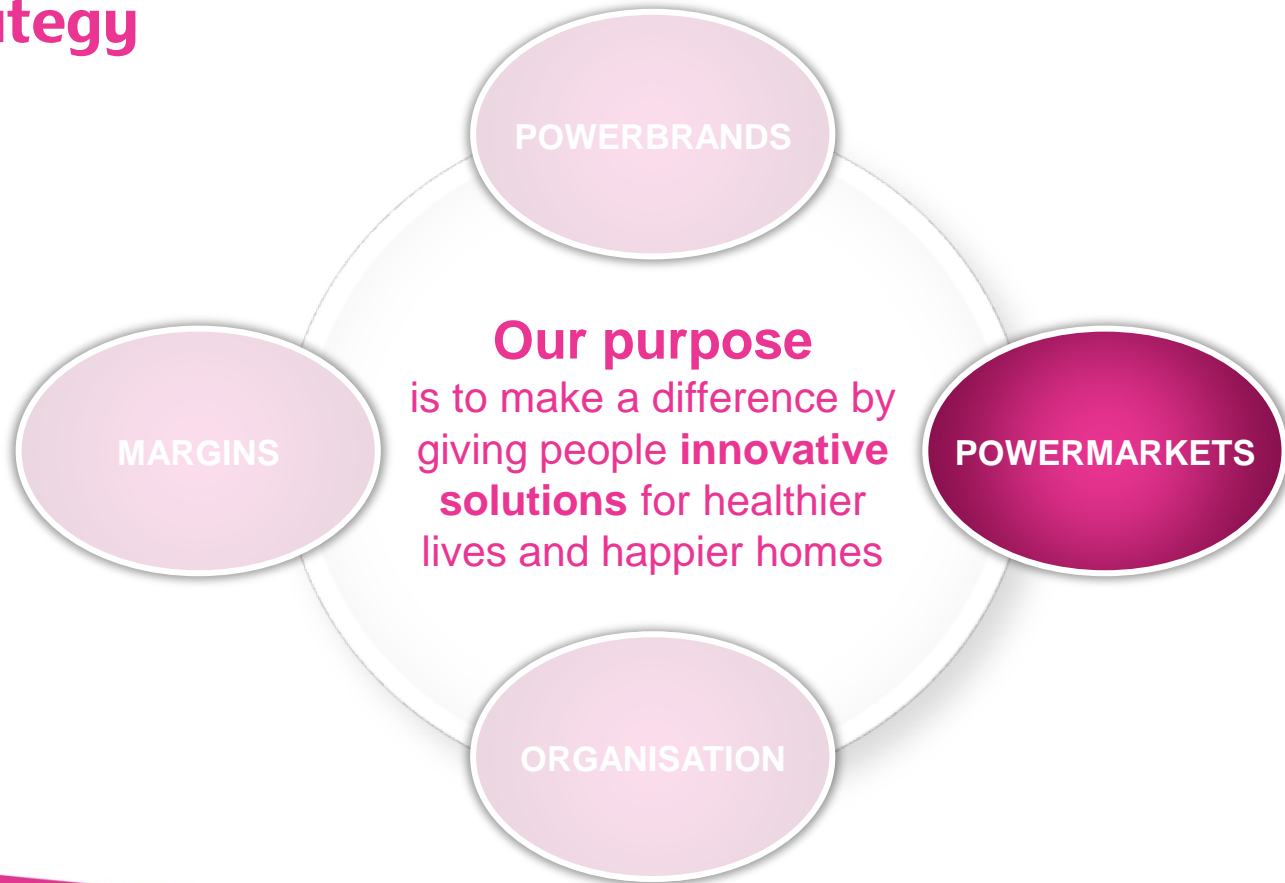 POWERBRANDS
Our purpose
is to make a difference by
giving people innovative
solutions for healthier
lives and happier homes
MARGINS
POWERMARKETS
ORGANISATION